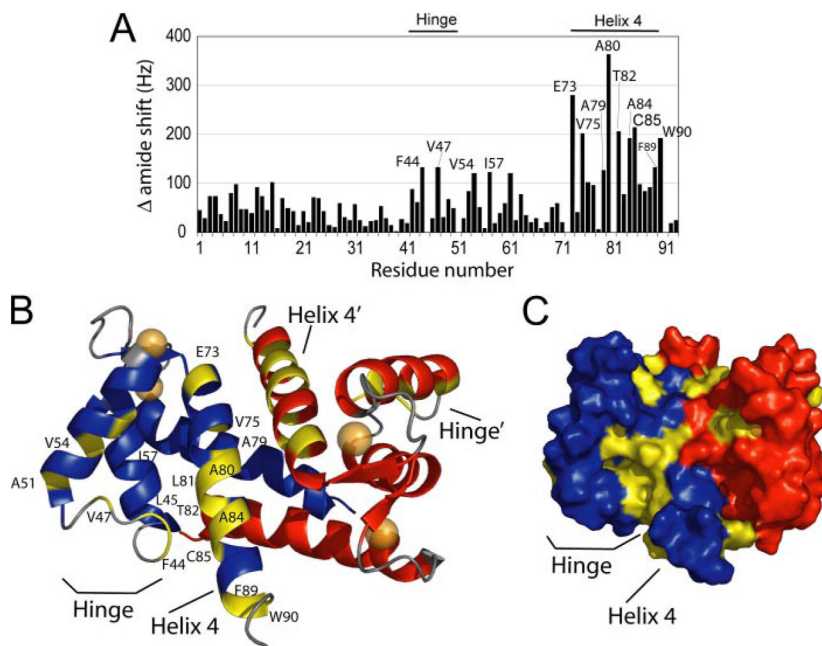 A
Hinge
Helix 4
Δ amide shift (Hz)
400
300
200
100
0
F44
V47
V54
I57
E73
V75
A79
A80
T82
A84
C85
F89
W90
1
11
21
31
41
51
61
71
81
91
Residue number
B
Helix 4'
E73
Hinge'
V75
V54
A79
I57
A80
A51
L81
L45
T82
V47
A84
F44
C85
Hinge
F89
Helix 4
W90
C
Hinge
Helix 4